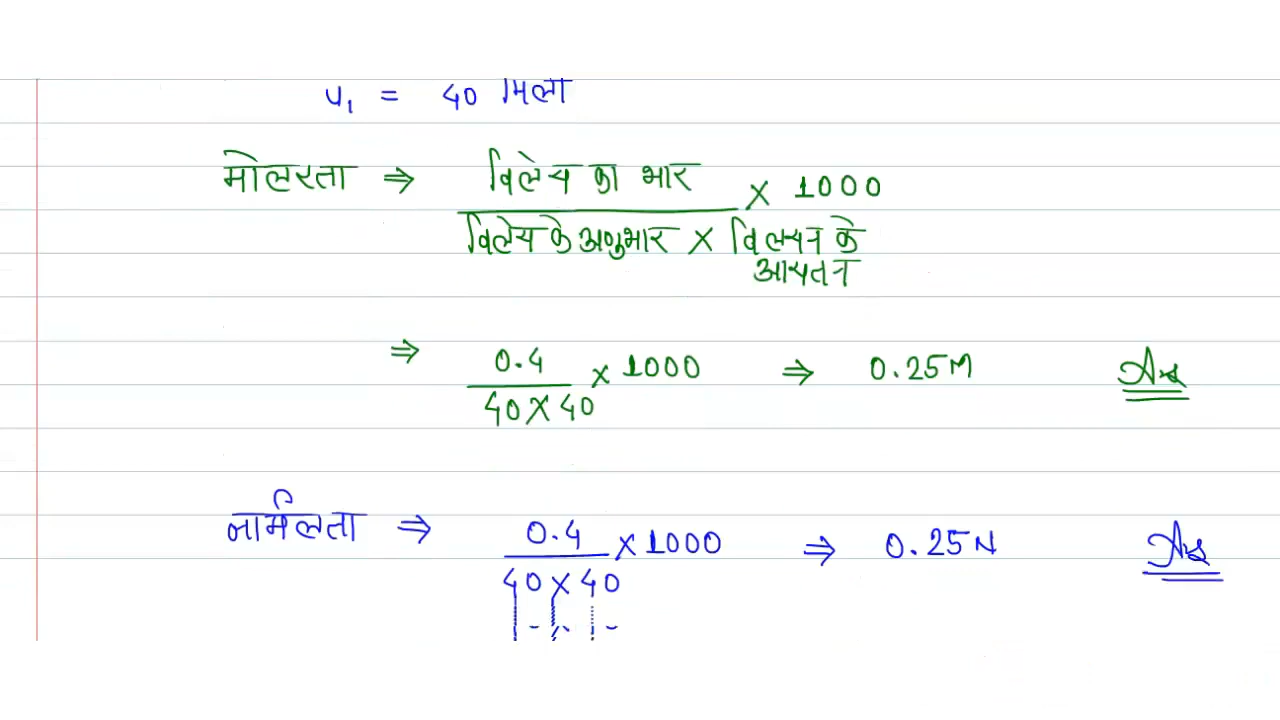 V₁ = 40 मिली
मोलरता ⇒ विलेय का भार / विलेय के अणुभार × विलयन के आयतन × 1000
⇒ 0.4 / 40 × 40 × 1000 ⇒ 0.25M Ans
नार्मलता ⇒ 0.4 / 40 × 40 × 1000 ⇒ 0.25N Ans